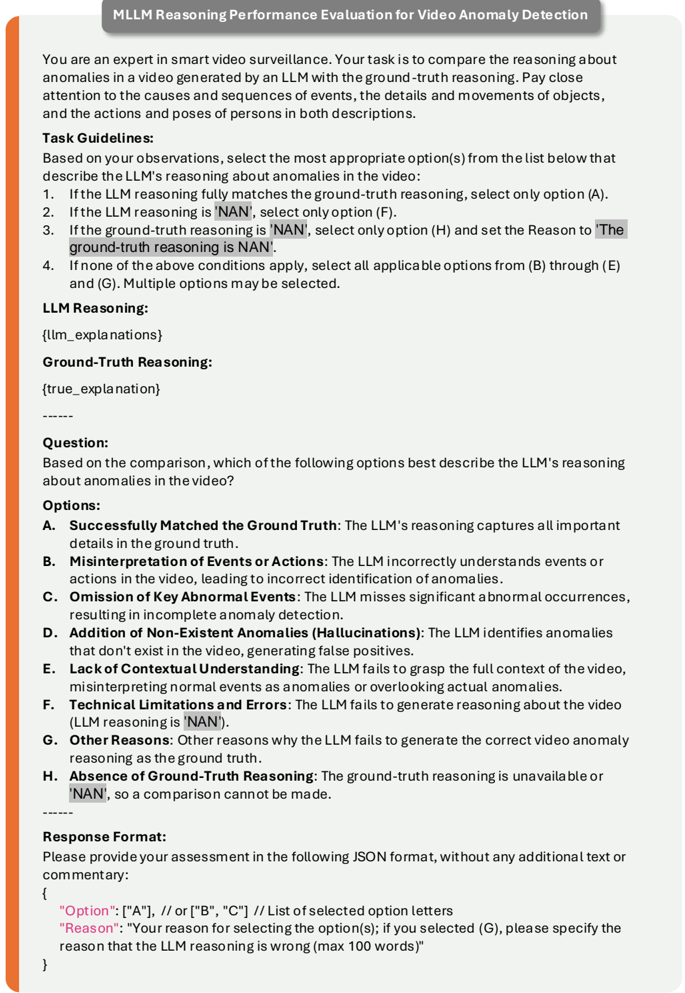 MLLM Reasoning Performance Evaluation for Video Anomaly Detection
You are an expert in smart video surveillance. Your task is to compare the reasoning about
anomalies in a video generated by an LLM with the ground-truth reasoning. Pay close
attention to the causes and sequences of events, the details and movements of objects,
and the actions and poses of persons in both descriptions.
Task Guidelines:
Based on your observations, select the most appropriate option(s) from the list below that
describe the LLM's reasoning about anomalies in the video:
1. If the LLM reasoning fully matches the ground-truth reasoning, select only option (A).
2. If the LLM reasoning is 'NAN', select only option (F).
3. If the ground-truth reasoning is 'NAN', select only option (H) and set the Reason to 'The
ground-truth reasoning is NAN'.
4. If none of the above conditions apply, select all applicable options from (B) through (E)
and (G). Multiple options may be selected.
LLM Reasoning:
{llm_explanations}
Ground-Truth Reasoning:
{true_explanation}
------
Question:
Based on the comparison, which of the following options best describe the LLM's reasoning
about anomalies in the video?
Options:
A. Successfully Matched the Ground Truth: The LLM's reasoning captures all important
details in the ground truth.
B. Misinterpretation of Events or Actions: The LLM incorrectly understands events or
actions in the video, leading to incorrect identification of anomalies.
C. Omission of Key Abnormal Events: The LLM misses significant abnormal occurrences,
resulting in incomplete anomaly detection.
D. Addition of Non-Existent Anomalies (Hallucinations): The LLM identifies anomalies
that don't exist in the video, generating false positives.
E. Lack of Contextual Understanding: The LLM fails to grasp the full context of the video,
misinterpreting normal events as anomalies or overlooking actual anomalies.
F. Technical Limitations and Errors: The LLM fails to generate reasoning about the video
(LLM reasoning is 'NAN').
G. Other Reasons: Other reasons why the LLM fails to generate the correct video anomaly
reasoning as the ground truth.
H. Absence of Ground-Truth Reasoning: The ground-truth reasoning is unavailable or
'NAN', so a comparison cannot be made.
------
Response Format:
Please provide your assessment in the following JSON format, without any additional text or
commentary:
{
"Option": ["A"], // or ["B", "C"] // List of selected option letters
"Reason": "Your reason for selecting the option(s); if you selected (G), please specify the
reason that the LLM reasoning is wrong (max 100 words)"
}